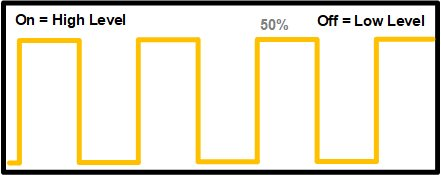 On = High Level
50%
Off = Low Level